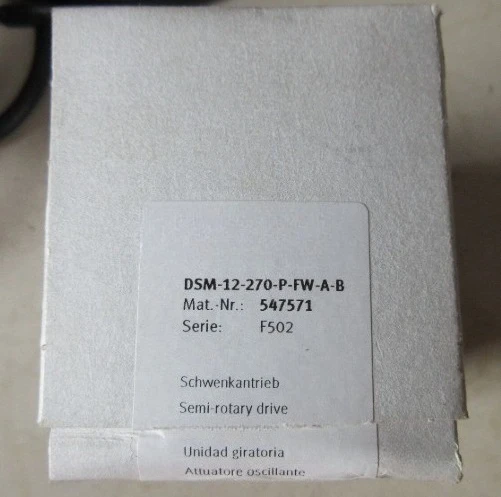 DSM-12-270-P-FW-A-B
Mat.-Nr.: 547571
Serie: F502
Schwenkantrieb
Semi-rotary drive
Unidad giratoria
Attuatore oscillante